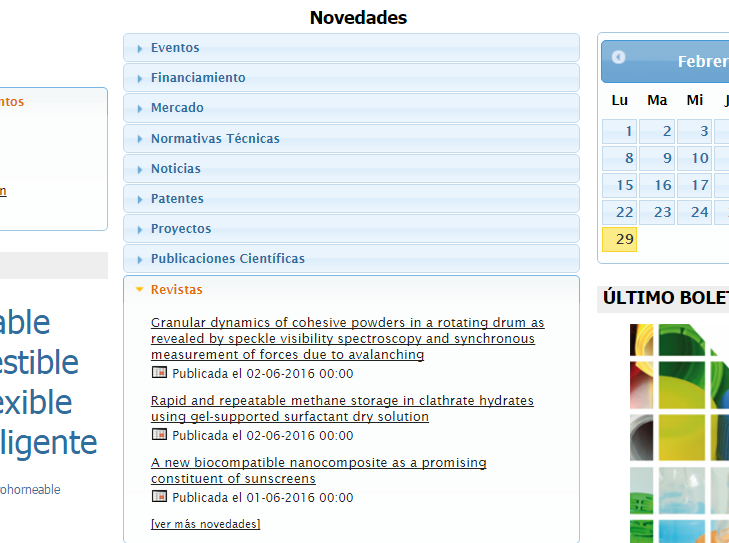 Novedades
Eventos
Financiamiento
Mercado
Normativas Técnicas
Noticias
Patentes
Proyectos
Publicaciones Científicas
Revistas
Granular dynamics of cohesive powders in a rotating drum as
revealed by speckle visibility spectroscopy and synchronous
measurement of forces due to avalanching
Publicada el 02-06-2016 00:00
Rapid and repeatable methane storage in clathrate hydrates
using gel-supported surfactant dry solution
Publicada el 02-06-2016 00:00
A new biocompatible nanocomposite as a promising
constituent of sunscreens
Publicada el 01-06-2016 00:00
[ver más novedades]
ntos
n
able
estible
exible
ligente
ohorneable
Febrer
Lu Ma Mi
1 2 3
8 9 10
15 16 17
22 23 24
29
ÚLTIMO BOLET